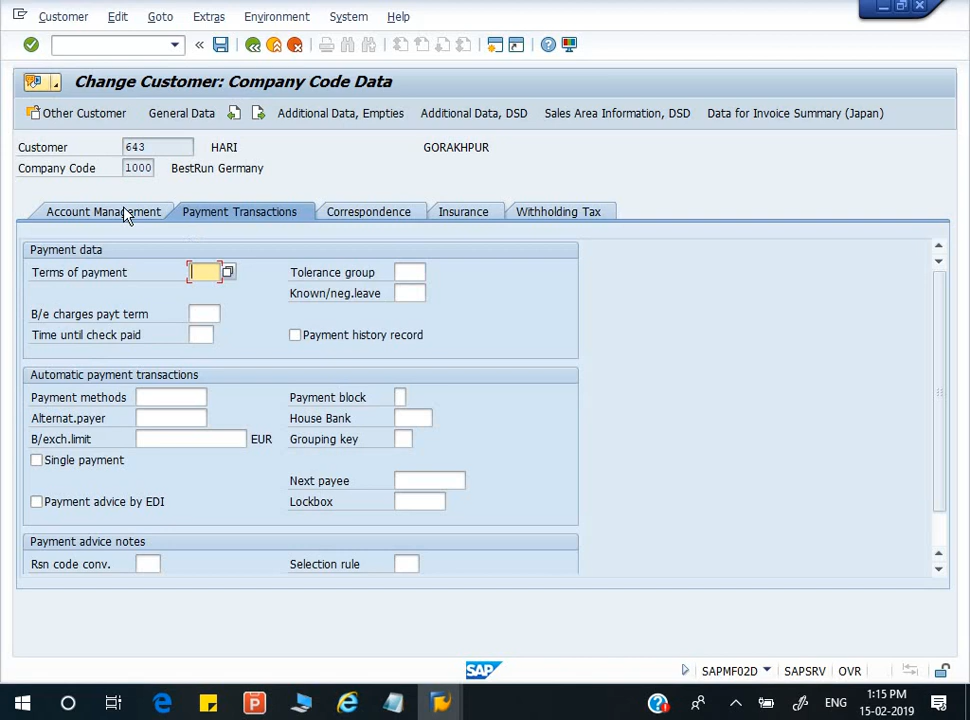 Customer Edit Goto Extras Environment System Help
Change Customer: Company Code Data
Other Customer General Data Additional Data, Empties Additional Data, DSD Sales Area Information, DSD Data for Invoice Summary (Japan)
Customer 643 HARI GORAKHPUR
Company Code 1000 BestRun Germany
Account Management Payment Transactions Correspondence Insurance Withholding Tax
Payment data
Terms of payment Tolerance group
Known/neg.leave
B/e charges payt term
Time until check paid Payment history record
Automatic payment transactions
Payment methods Payment block
Alternat.payer House Bank
B/exch.limit EUR Grouping key
Single payment
Next payee
Payment advice by EDI Lockbox
Payment advice notes
Rsn code conv. Selection rule
SAP SAPMF02D SAPSRV OVR
ENG 1:15 PM
15-02-2019